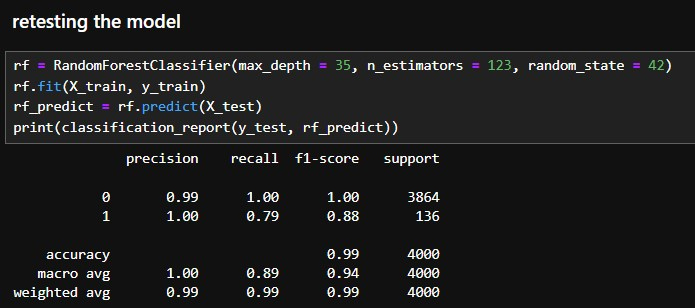 retesting the model
rf = RandomForestClassifier(max_depth = 35, n_estimators = 123, random_state = 42)
rf.fit(X_train, y_train)
rf_predict = rf.predict(X_test)
print(classification_report(y_test, rf_predict))
precision recall f1-score support
0 0.99 1.00 1.00 3864
1 1.00 0.79 0.88 136
accuracy 0.99 4000
macro avg 1.00 0.89 0.94 4000
weighted avg 0.99 0.99 0.99 4000